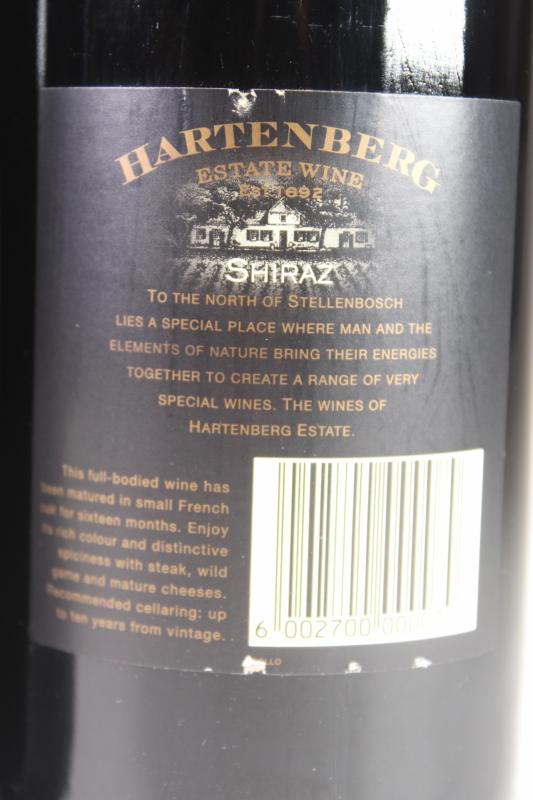 HARTENBERG
ESTATE WINE
EST. 1692
SHIRAZ
TO THE NORTH OF STELLENBOSCH
LIES A SPECIAL PLACE WHERE MAN AND THE
ELEMENTS OF NATURE BRING THEIR ENERGIES
TOGETHER TO CREATE A RANGE OF VERY
SPECIAL WINES. THE WINES OF
HARTENBERG ESTATE.
This full-bodied wine has
been matured in small French
oak for sixteen months. Enjoy
its rich colour and distinctive
spiciness with steak, wild
game and mature cheeses.
Recommended cellaring: up
to ten years from vintage.
6 002700